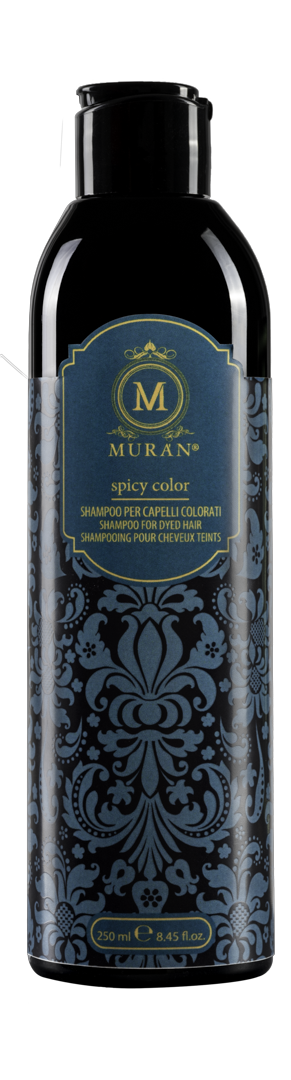 M
MURÁN®
spicy color
SHAMPOO PER CAPELLI COLORATI
SHAMPOO FOR DYED HAIR
SHAMPOOING POUR CHEVEUX TEINTS
250 ml ℮ 8.45 fl.oz.